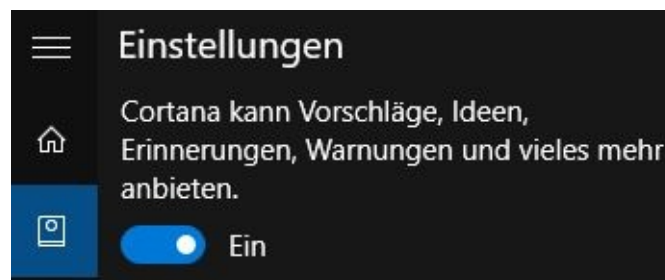 Einstellungen
Cortana kann Vorschläge, Ideen,
Erinnerungen, Warnungen und vieles mehr
anbieten.
Ein